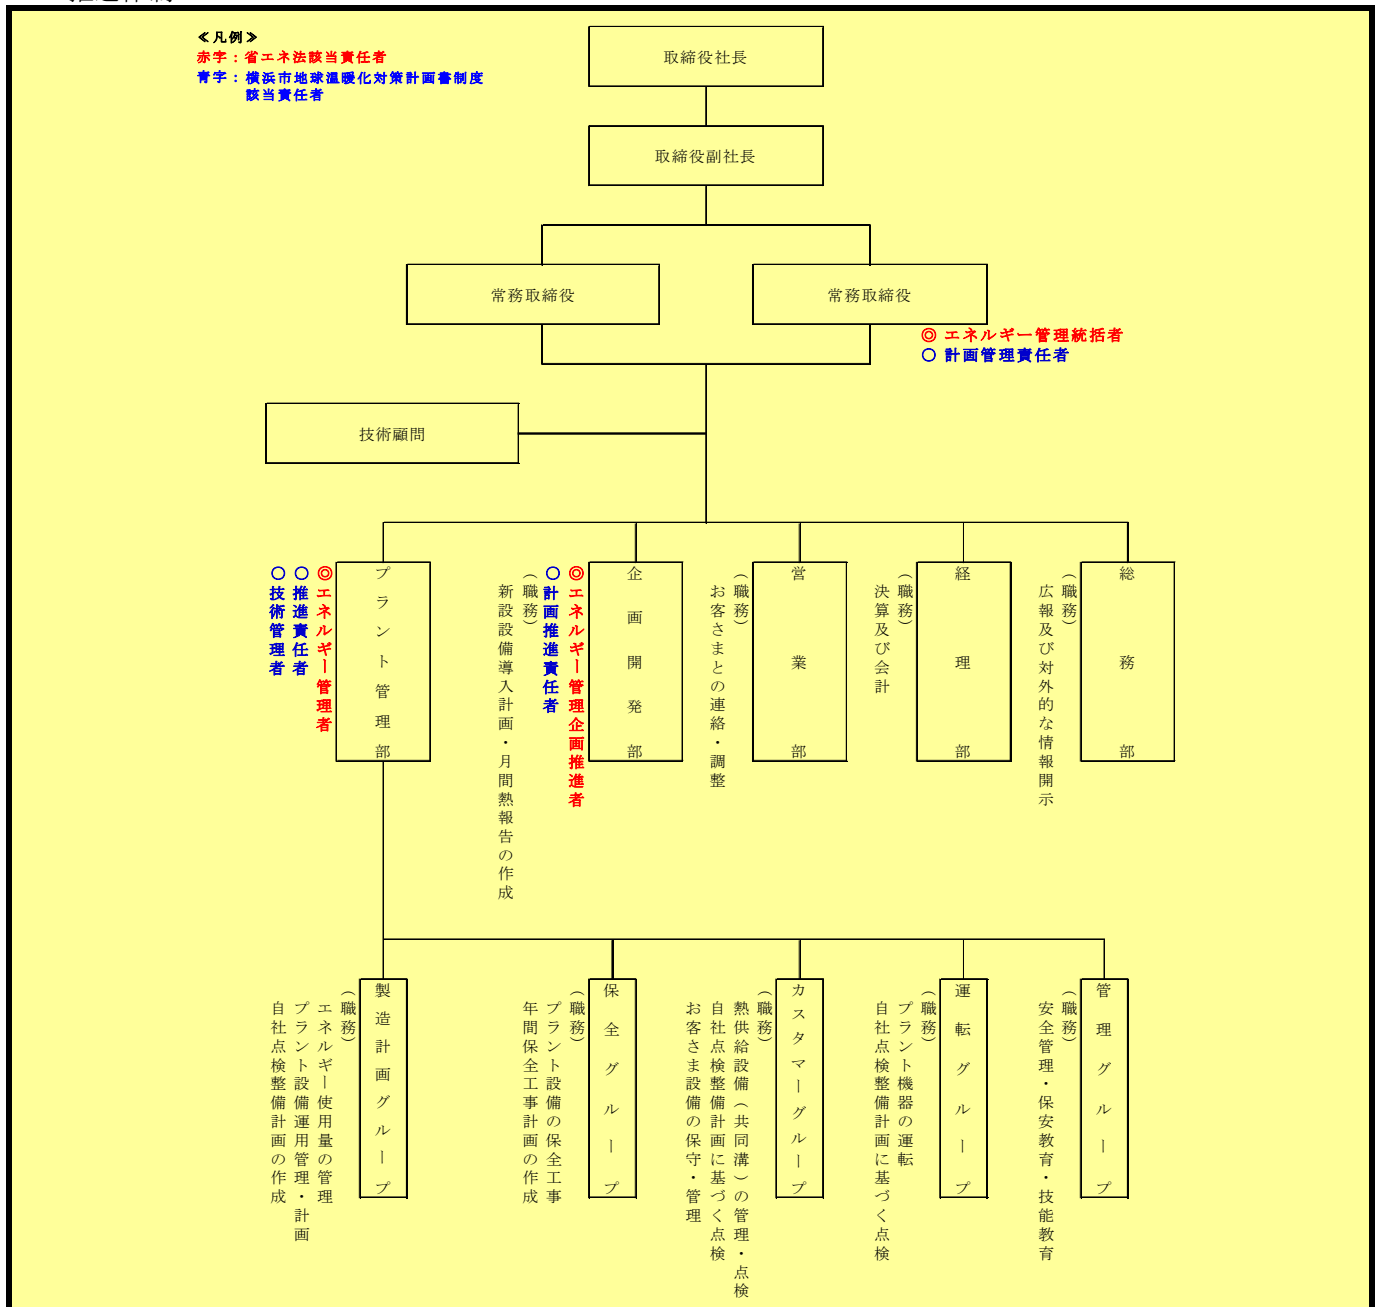 ≪凡例≫
赤字：省エネ法該当責任者
青字：横浜市地球温暖化対策計画書制度
該当責任者
取締役社長
取締役副社長
常務取締役
常務取締役
◎ エネルギー管理統括者
○ 計画管理責任者
技術顧問
プラント管理部
◎エネルギー管理者
○推進責任者
○技術管理者
企画開発部
◎エネルギー管理企画推進者
○計画推進責任者
（職務）
新設設備導入計画・月間熱報告の作成
営業部
（職務）
お客さまとの連絡・調整
経理部
（職務）
決算及び会計
総務部
（職務）
広報及び対外的な情報開示
製造計画グループ
（職務）
エネルギー使用量の管理
プラント設備運用管理・計画
自社点検整備計画の作成
保全グループ
（職務）
プラント設備の保全工事
年間保全工事計画の作成
カスタマーグループ
（職務）
熱供給設備（共同溝）の管理・点検
自社点検整備計画に基づく点検
お客さま設備の保守・管理
運転グループ
（職務）
プラント機器の運転
自社点検整備計画に基づく点検
管理グループ
（職務）
安全管理・保安教育・技能教育